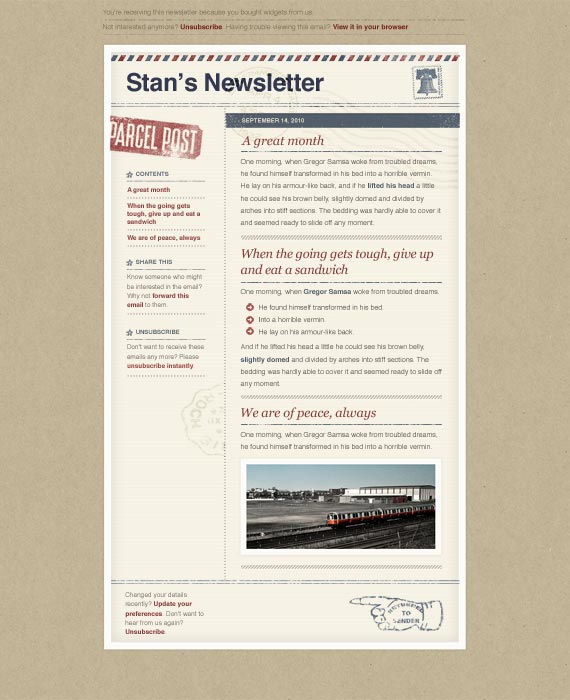 You're receiving this newsletter because you bought widgets from us.
Not interested anymore? Unsubscribe. Having trouble viewing this email? View it in your browser
Stan's Newsletter
PARCEL POST
CONTENTS
A great month
When the going gets
tough, give up and eat a
sandwich
We are of peace, always
SHARE THIS
Know someone who might
be interested in the email?
Why not forward this
email to them.
UNSUBSCRIBE
Don't want to receive these
emails any more? Please
unsubscribe instantly.
SEPTEMBER 14, 2010
A great month
One morning, when Gregor Samsa woke from troubled dreams,
he found himself transformed in his bed into a horrible vermin.
He lay on his armour-like back, and if he lifted his head a little
he could see his brown belly, slightly domed and divided by
arches into stiff sections. The bedding was hardly able to cover it
and seemed ready to slide off any moment.
When the going gets tough, give up
and eat a sandwich
One morning, when Gregor Samsa woke from troubled dreams.
He found himself transformed in his bed.
Into a horrible vermin.
He lay on his armour-like back.
And if he lifted his head a little he could see his brown belly,
slightly domed and divided by arches into stiff sections. The
bedding was hardly able to cover it and seemed ready to slide off
any moment.
We are of peace, always
One morning, when Gregor Samsa woke from troubled dreams,
he found himself transformed in his bed into a horrible vermin.
Changed your details
recently? Update your
preferences. Don't want to
hear from us again?
Unsubscribe.
RETURNED
TO
SENDER